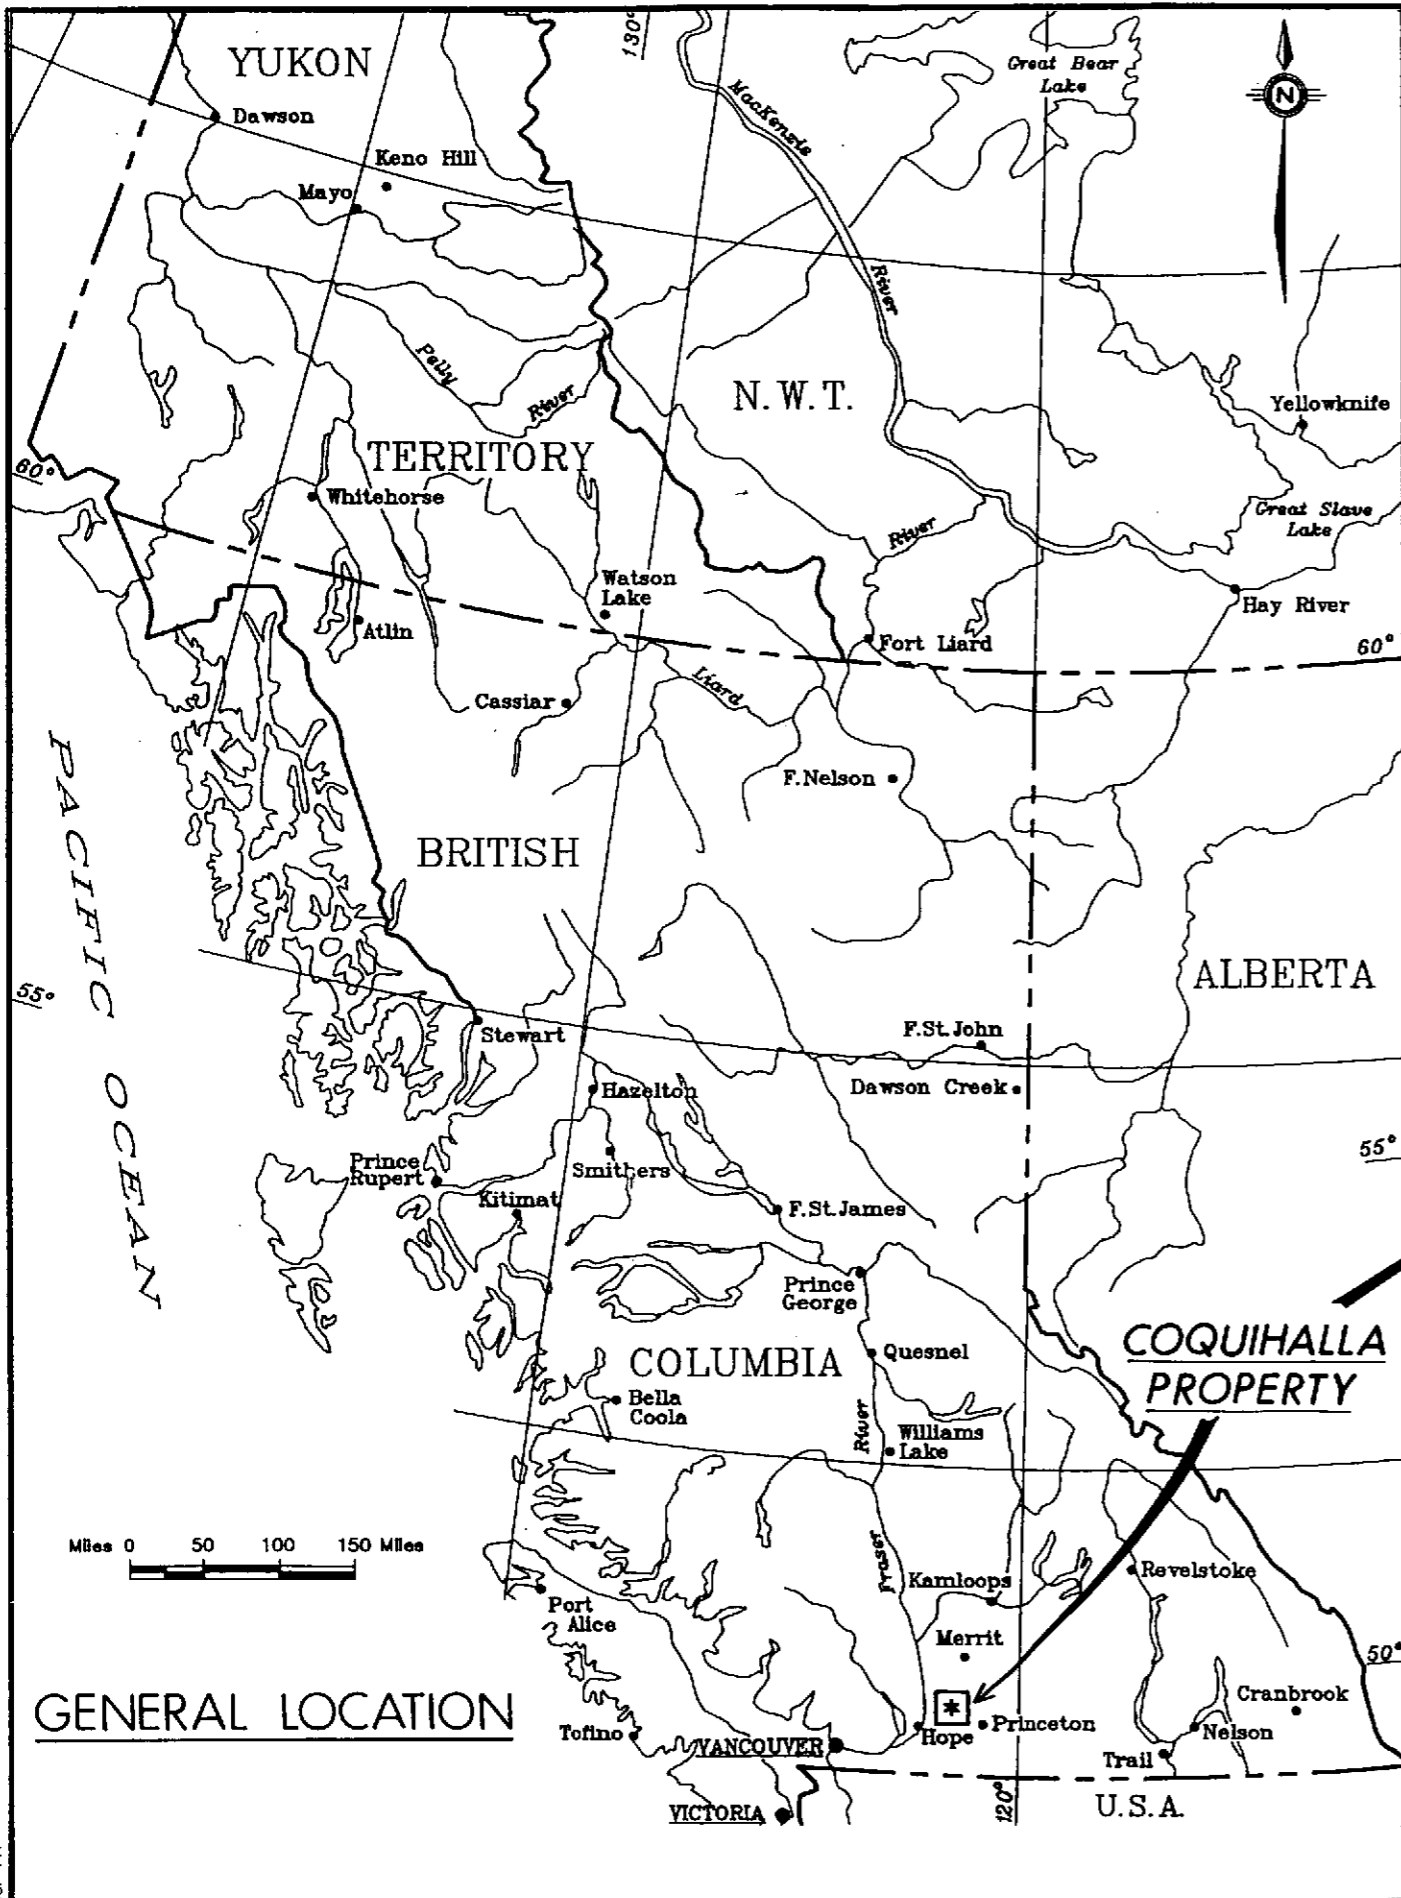 YUKON
130°
Great Bear
Lake
N
Dawson
MacKenzie
Keno Hill
Mayo
River
Pelly
River
N.W.T.
Yellowknife
TERRITORY
60°
Whitehorse
Great Slave
Lake
River
Watson
Lake
Hay River
Atlin
Fort Liard
60°
Liard
Cassiar
F.Nelson
PACIFIC OCEAN
BRITISH
ALBERTA
55°
Stewart
F.St.John
Dawson Creek
Hazelton
55°
Prince
Rupert
Smithers
Kitimat
F.St.James
Prince
George
COQUIHALLA
PROPERTY
COLUMBIA
Quesnel
Bella
Coola
River
Williams
Lake
Miles 0 50 100 150 Miles
Fraser
Kamloops
Revelstoke
Port
Alice
Merrit
50°
GENERAL LOCATION
*
Cranbrook
Tofino
VANCOUVER
Hope
Princeton
Nelson
Trail
120°
U.S.A.
VICTORIA